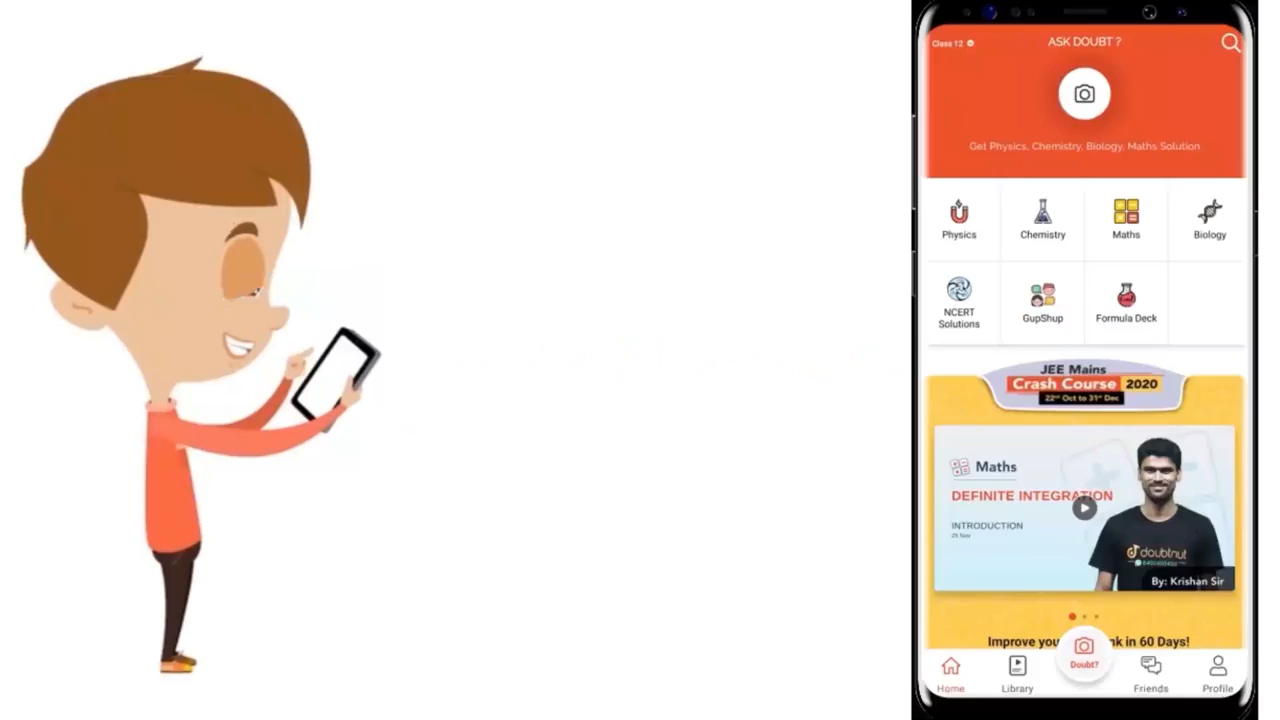 Class 12
ASK DOUBT ?
Get Physics, Chemistry, Biology, Maths Solution
Physics
Chemistry
Maths
Biology
NCERT
Solutions
GupShup
Formula Deck
JEE Mains
Crash Course 2020
22nd Oct to 31st Dec
Maths
DEFINITE INTEGRATION
INTRODUCTION
doubtnut
By: Krishan Sir
Improve you nk in 60 Days!
Doubt?
Home
Library
Friends
Profile